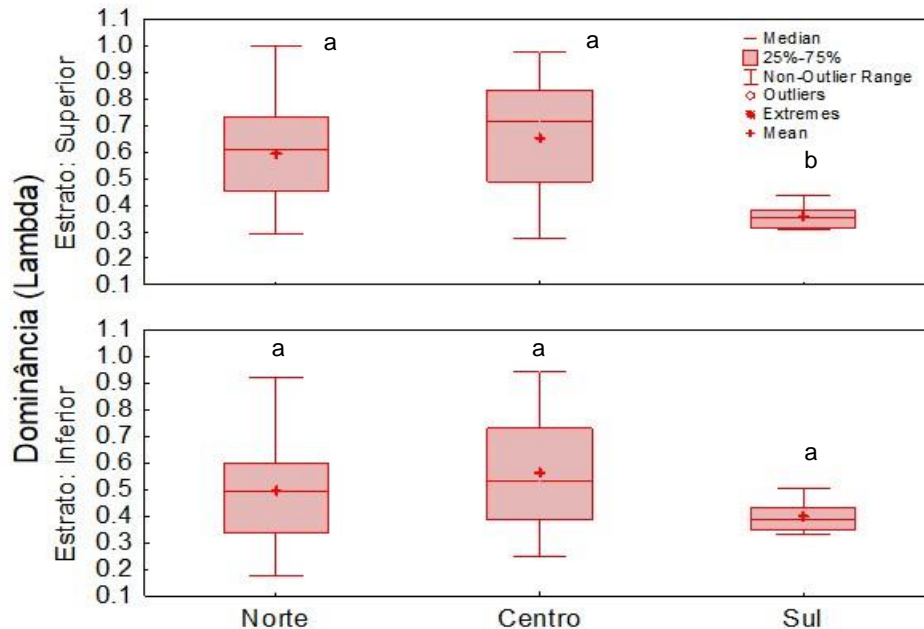 Dominância (Lambda)
Estrato: Superior
1.1
1.0
0.9
0.8
0.7
0.6
0.5
0.4
0.3
0.2
0.1
a
a
b
Median
25%-75%
Non-Outlier Range
Outliers
Extremes
Mean
Estrato: Inferior
1.1
1.0
0.9
0.8
0.7
0.6
0.5
0.4
0.3
0.2
0.1
a
a
a
Norte
Centro
Sul